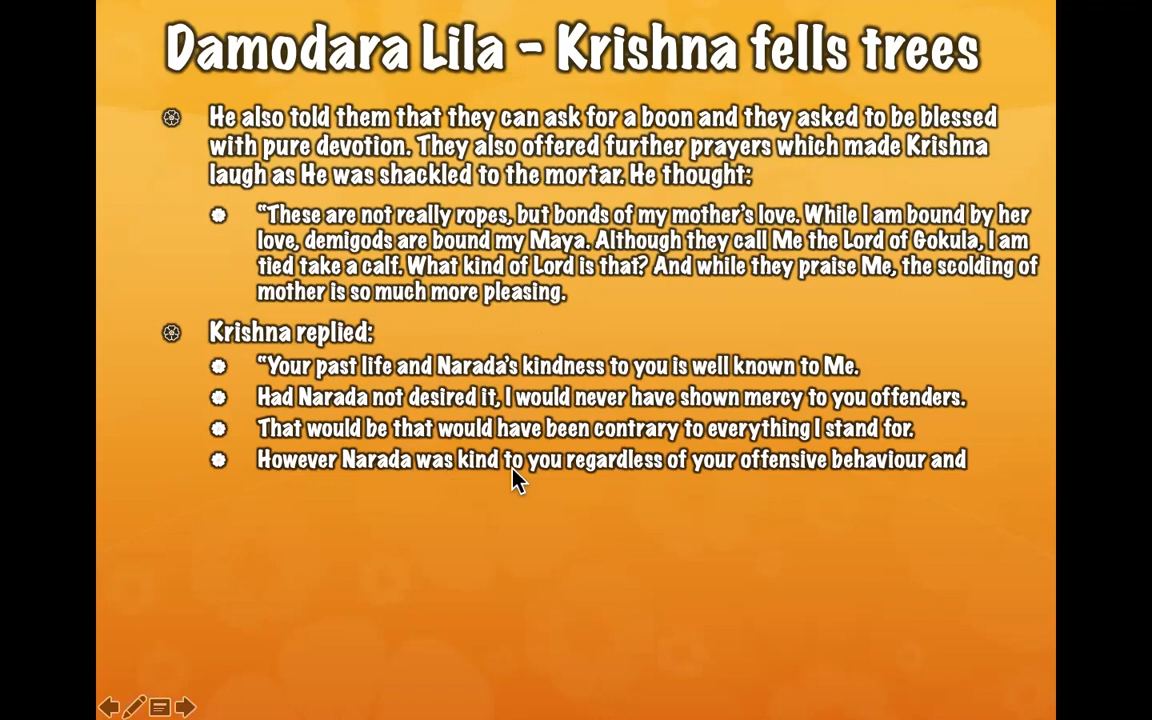 Damodara Lila - Krishna fells trees
He also told them that they can ask for a boon and they asked to be blessed
with pure devotion. They also offered further prayers which made Krishna
laugh as He was shackled to the mortar. He thought:
“These are not really ropes, but bonds of my mother’s love. While I am bound by her
love, demigods are bound my Maya. Although they call Me the Lord of Gokula, I am
tied take a calf. What kind of Lord is that? And while they praise Me, the scolding of
mother is so much more pleasing.
Krishna replied:
“Your past life and Narada’s kindness to you is well known to Me.
Had Narada not desired it, I would never have shown mercy to you offenders.
That would be that would have been contrary to everything I stand for.
However Narada was kind to you regardless of your offensive behaviour and